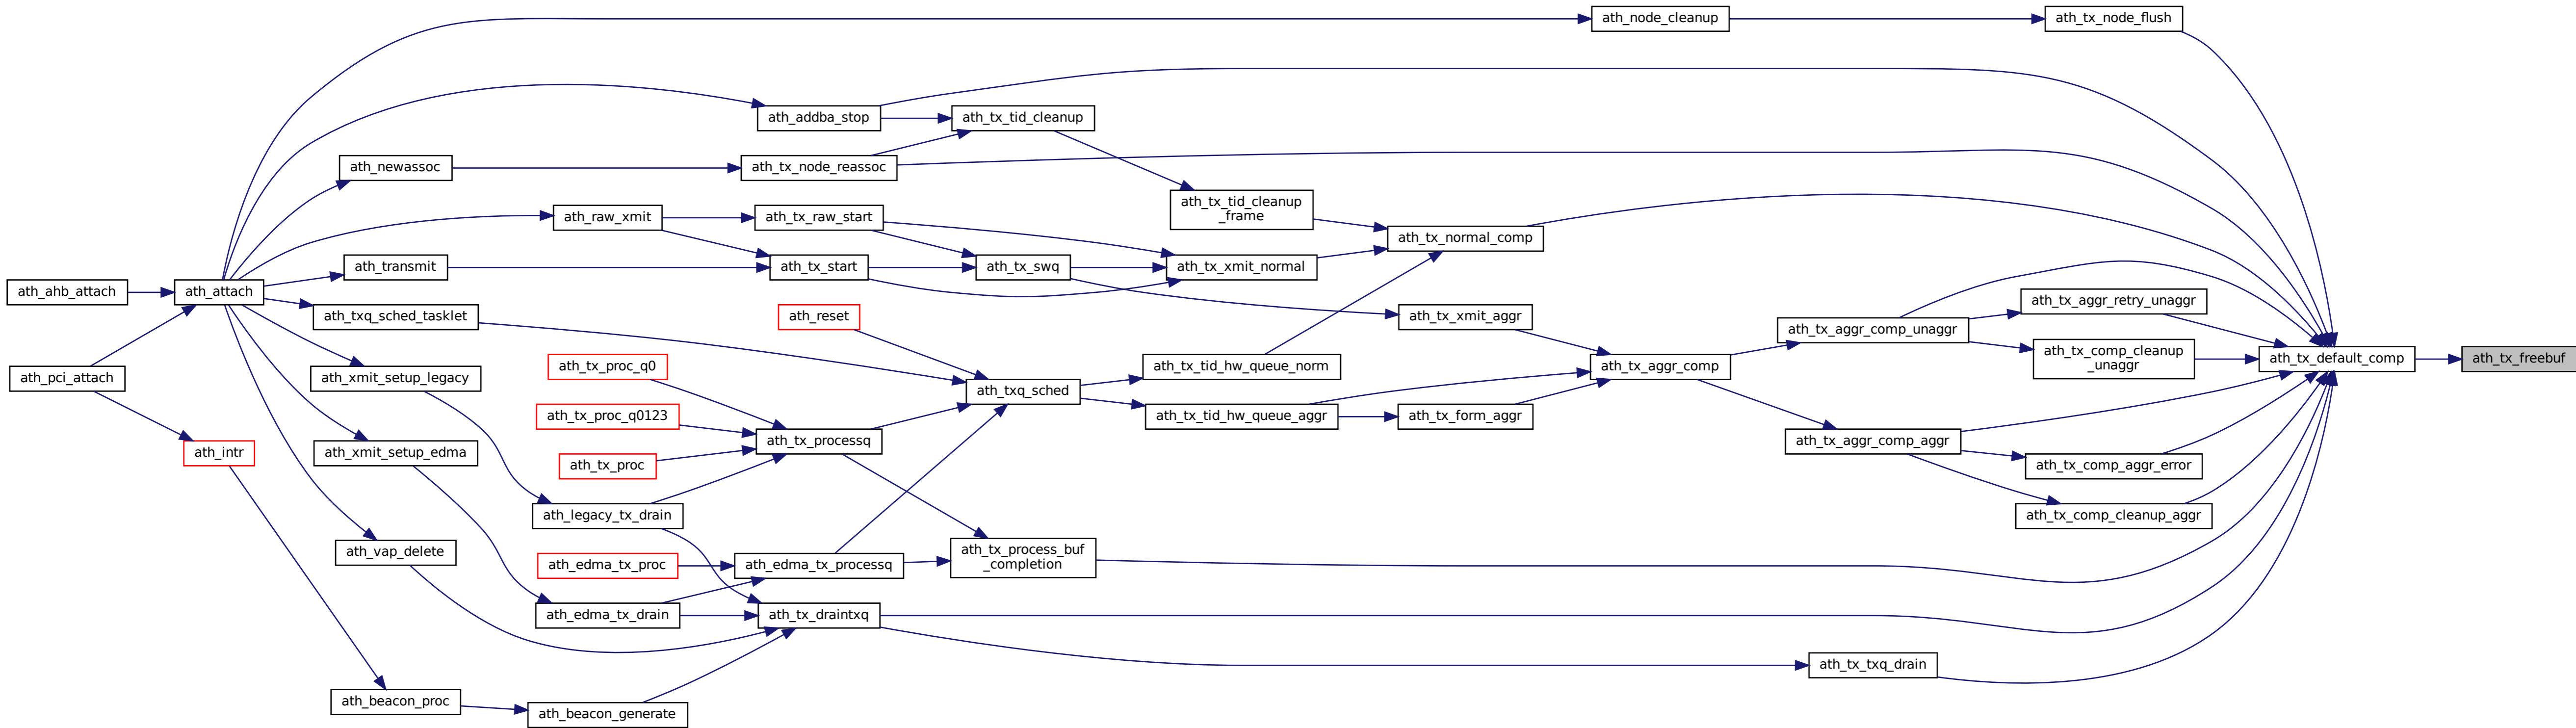 ath_node_cleanup
ath_tx_node_flush
ath_addba_stop
ath_tx_tid_cleanup
ath_newassoc
ath_tx_node_reassoc
ath_tx_tid_cleanup
_frame
ath_raw_xmit
ath_tx_raw_start
ath_tx_normal_comp
ath_transmit
ath_tx_start
ath_tx_swq
ath_tx_xmit_normal
ath_ahb_attach
ath_attach
ath_tx_aggr_retry_unaggr
ath_txq_sched_tasklet
ath_reset
ath_tx_xmit_aggr
ath_tx_aggr_comp_unaggr
ath_tx_comp_cleanup
_unaggr
ath_tx_default_comp
ath_tx_freebuf
ath_tx_proc_q0
ath_tx_tid_hw_queue_norm
ath_tx_aggr_comp
ath_pci_attach
ath_xmit_setup_legacy
ath_txq_sched
ath_tx_proc_q0123
ath_tx_tid_hw_queue_aggr
ath_tx_form_aggr
ath_tx_processq
ath_tx_aggr_comp_aggr
ath_intr
ath_xmit_setup_edma
ath_tx_proc
ath_tx_comp_aggr_error
ath_legacy_tx_drain
ath_tx_comp_cleanup_aggr
ath_vap_delete
ath_tx_process_buf
_completion
ath_edma_tx_proc
ath_edma_tx_processq
ath_edma_tx_drain
ath_tx_draintxq
ath_tx_txq_drain
ath_beacon_proc
ath_beacon_generate